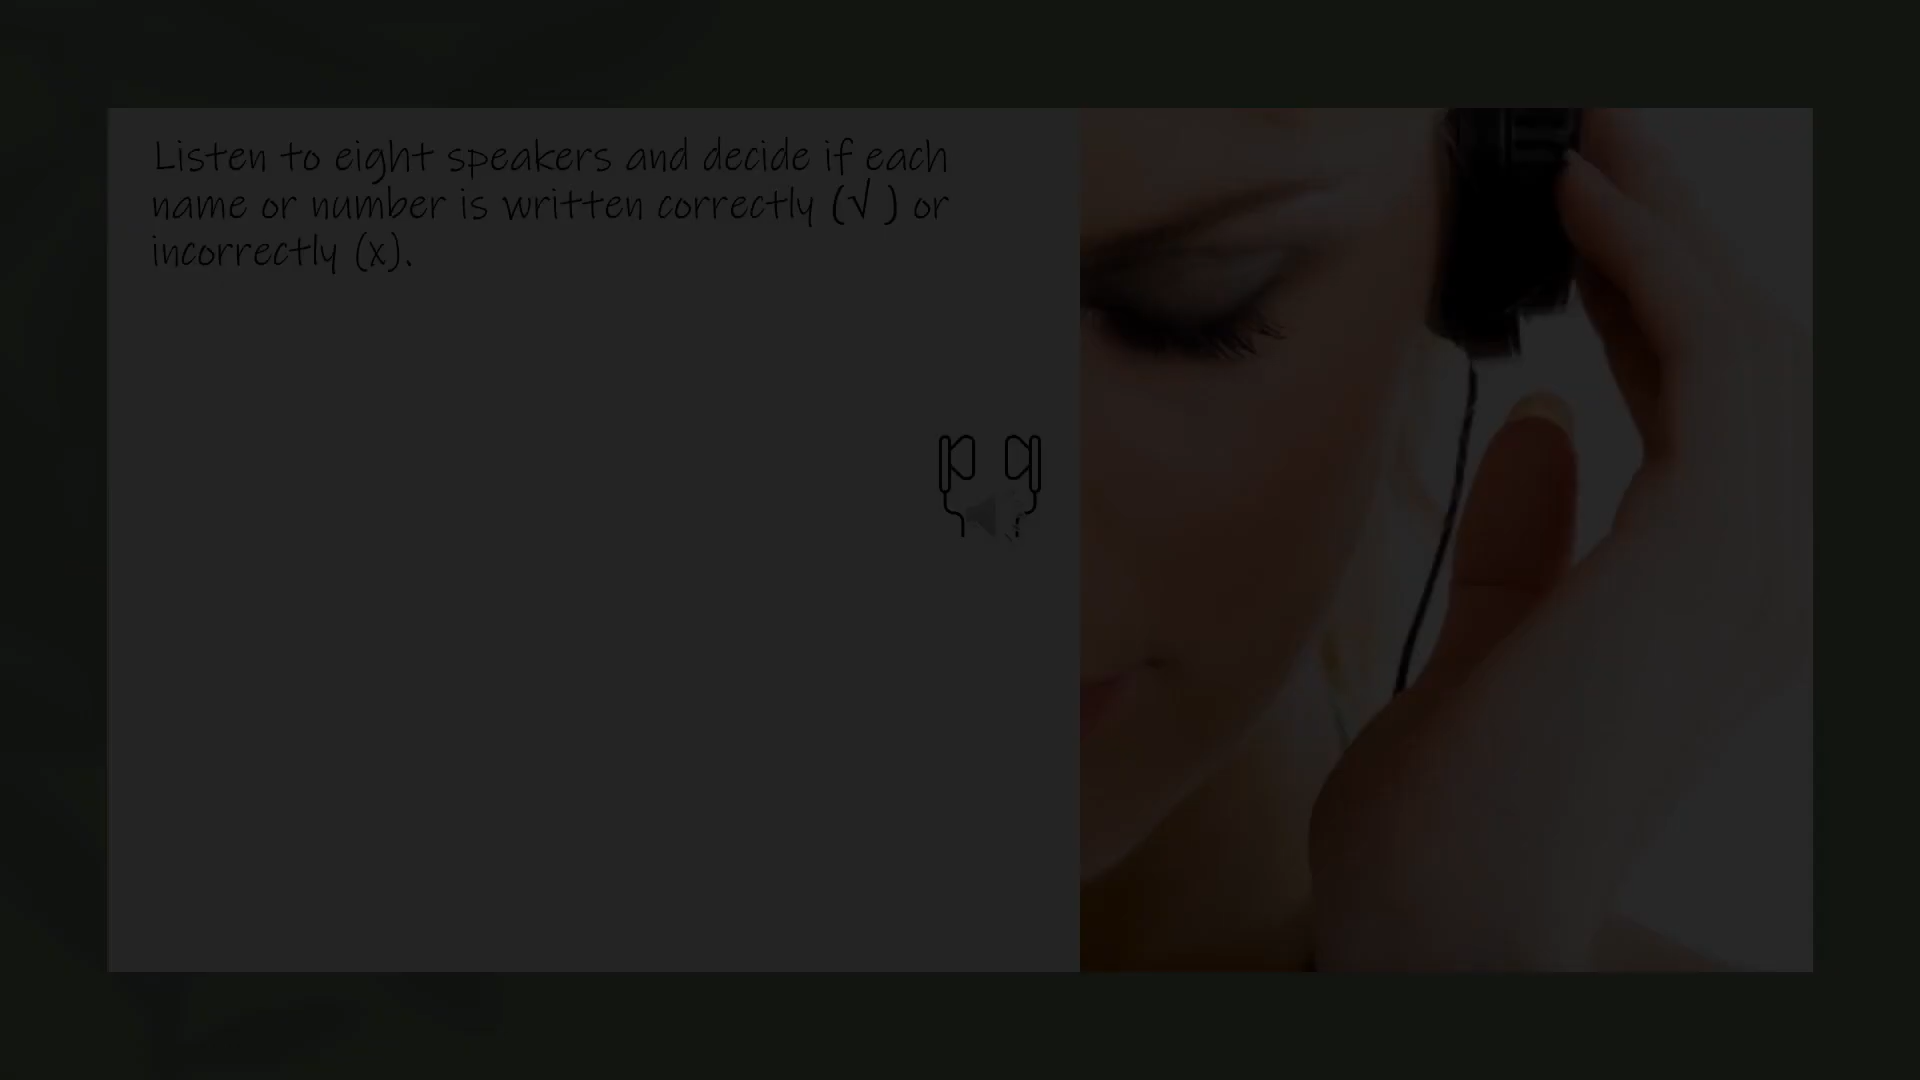 Listen to eight speakers and decide if each
name or number is written correctly (√ ) or
incorrectly (x).